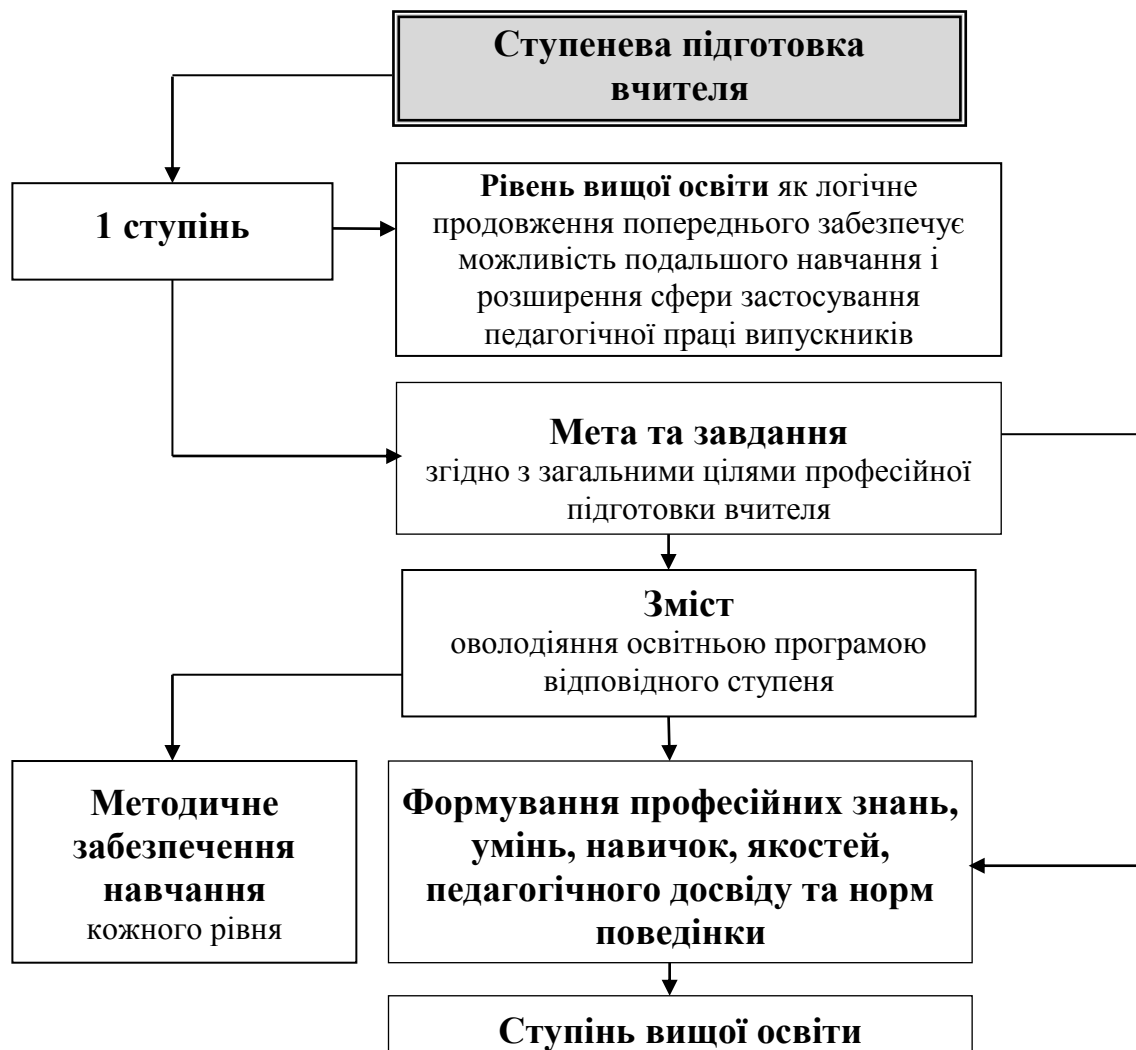 Ступенева підготовка
вчителя
1 ступінь
Рівень вищої освіти як логічне
продовження попереднього забезпечує
можливість подальшого навчання і
розширення сфери застосування
педагогічної праці випускників
Мета та завдання
згідно з загальними цілями професійної
підготовки вчителя
Зміст
оволодіяння освітньою програмою
відповідного ступеня
Методичне
забезпечення
навчання
кожного рівня
Формування професійних знань,
умінь, навичок, якостей,
педагогічного досвіду та норм
поведінки
Ступінь вищої освіти